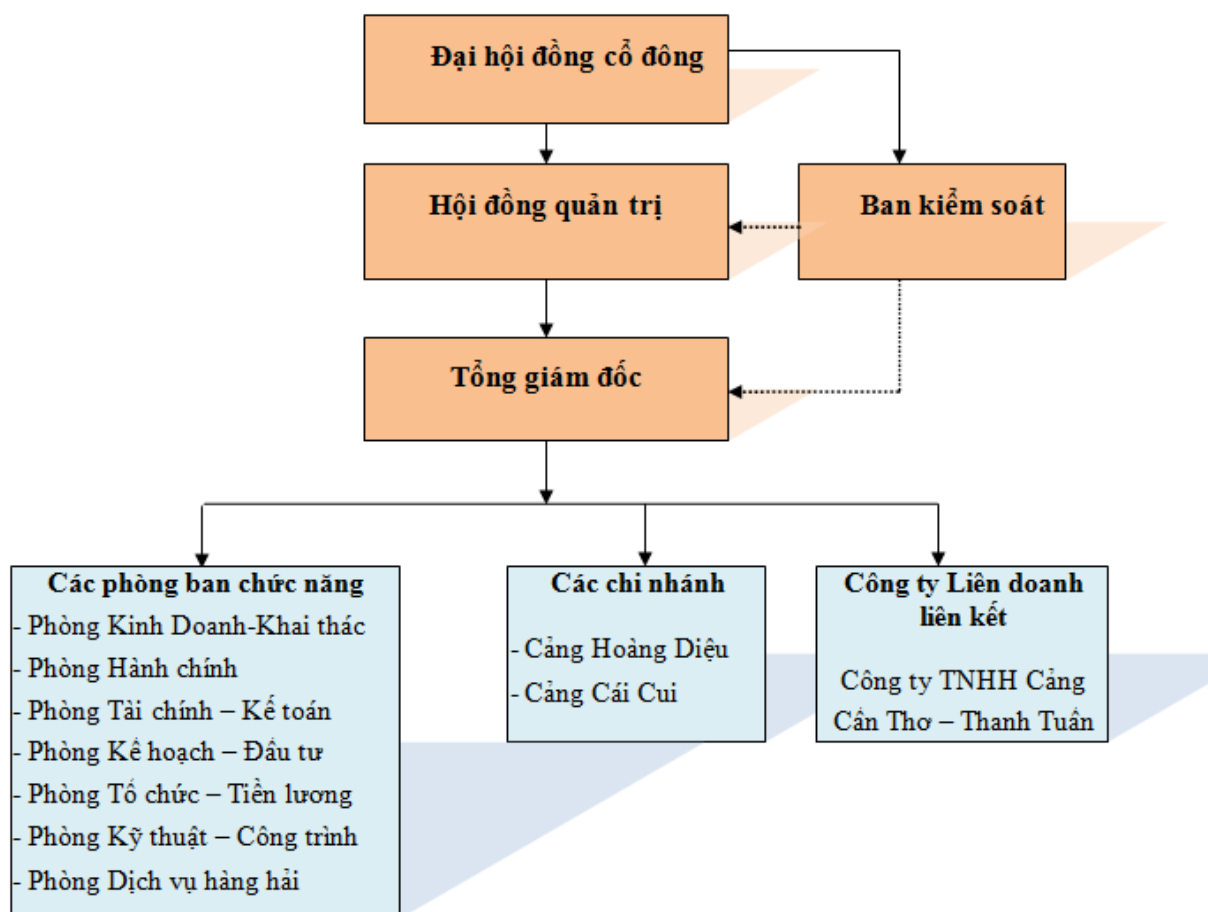 Đại hội đồng cổ đông
Hội đồng quản trị
Ban kiểm soát
Tổng giám đốc
Các phòng ban chức năng
- Phòng Kinh Doanh-Khai thác
- Phòng Hành chính
- Phòng Tài chính – Kế toán
- Phòng Kế hoạch – Đầu tư
- Phòng Tổ chức – Tiền lương
- Phòng Kỹ thuật – Công trình
- Phòng Dịch vụ hàng hải
Các chi nhánh
- Cảng Hoàng Diệu
- Cảng Cái Cui
Công ty Liên doanh
liên kết
Công ty TNHH Cảng
Cần Thơ – Thanh Tuấn